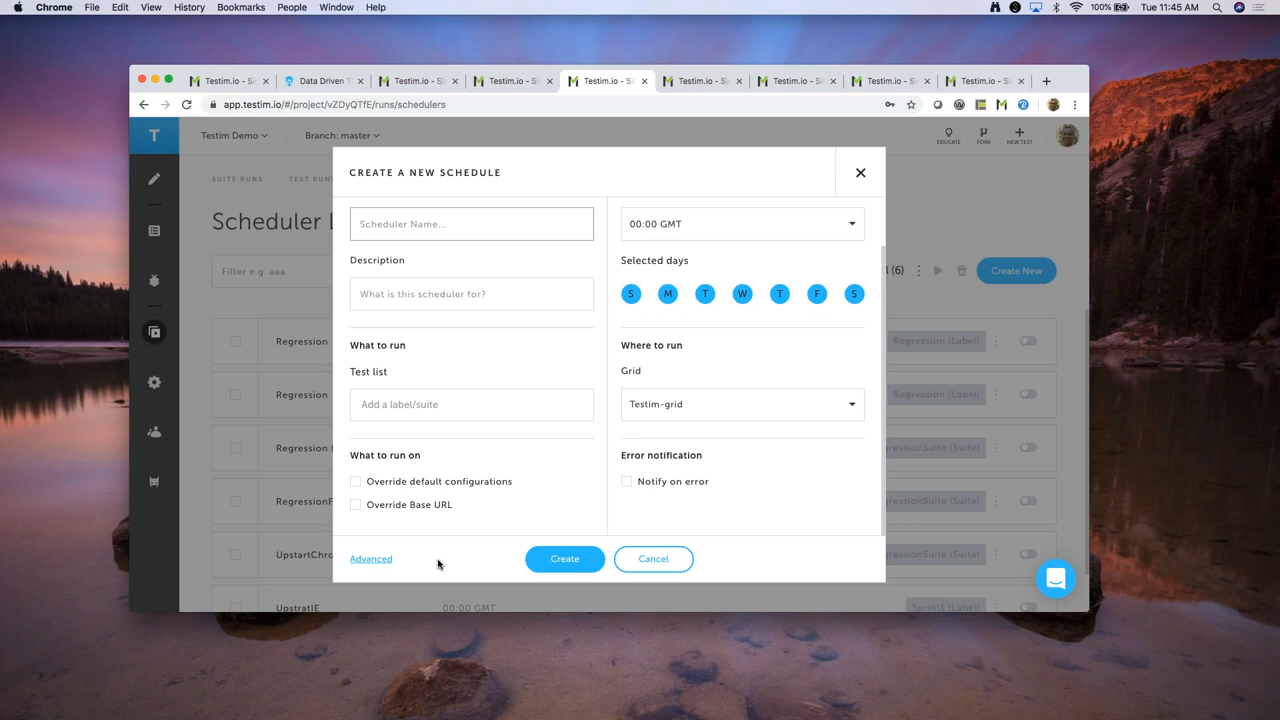 Chrome File Edit View History Bookmarks People Window Help
100% Tue 11:45 AM
Testim.io - Si
Data Driven T
Testim.io - Si
Testim.io - Si
Testim.io - Si
Testim.io - Si
Testim.io - Si
Testim.io - Si
Testim.io - Si
app.testim.io/#/project/vZDyQTfE/runs/schedulers
T
Testim Demo
Branch: master
EDUCATE
FORK
NEW TEST
SUITE RUNS
TEST RUN
Scheduler
Filter e.g. aaa
(6)
Create New
CREATE A NEW SCHEDULE
Scheduler Name...
00:00 GMT
Description
Selected days
What is this scheduler for?
S M T W T F S
What to run
Where to run
Test list
Grid
Add a label/suite
Testim-grid
What to run on
Error notification
Override default configurations
Notify on error
Override Base URL
Advanced
Create
Cancel
Regression
Regression (Label)
Regression
Regression (Label)
Regression
gressionSuite (Suite)
RegressionF
gressionSuite (Suite)
UpstartChro
gressionSuite (Suite)
UpstratIE
00:00 GMT
Sprint1 (Label)